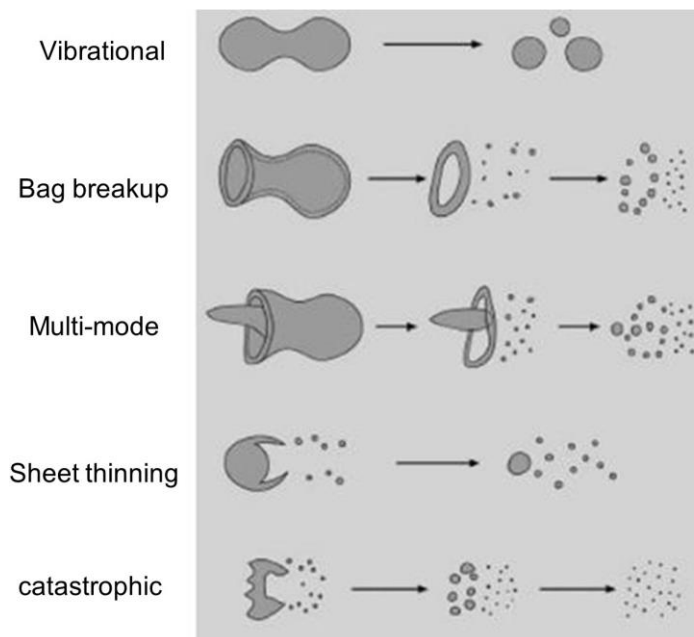 Vibrational
Bag breakup
Multi-mode
Sheet thinning
catastrophic